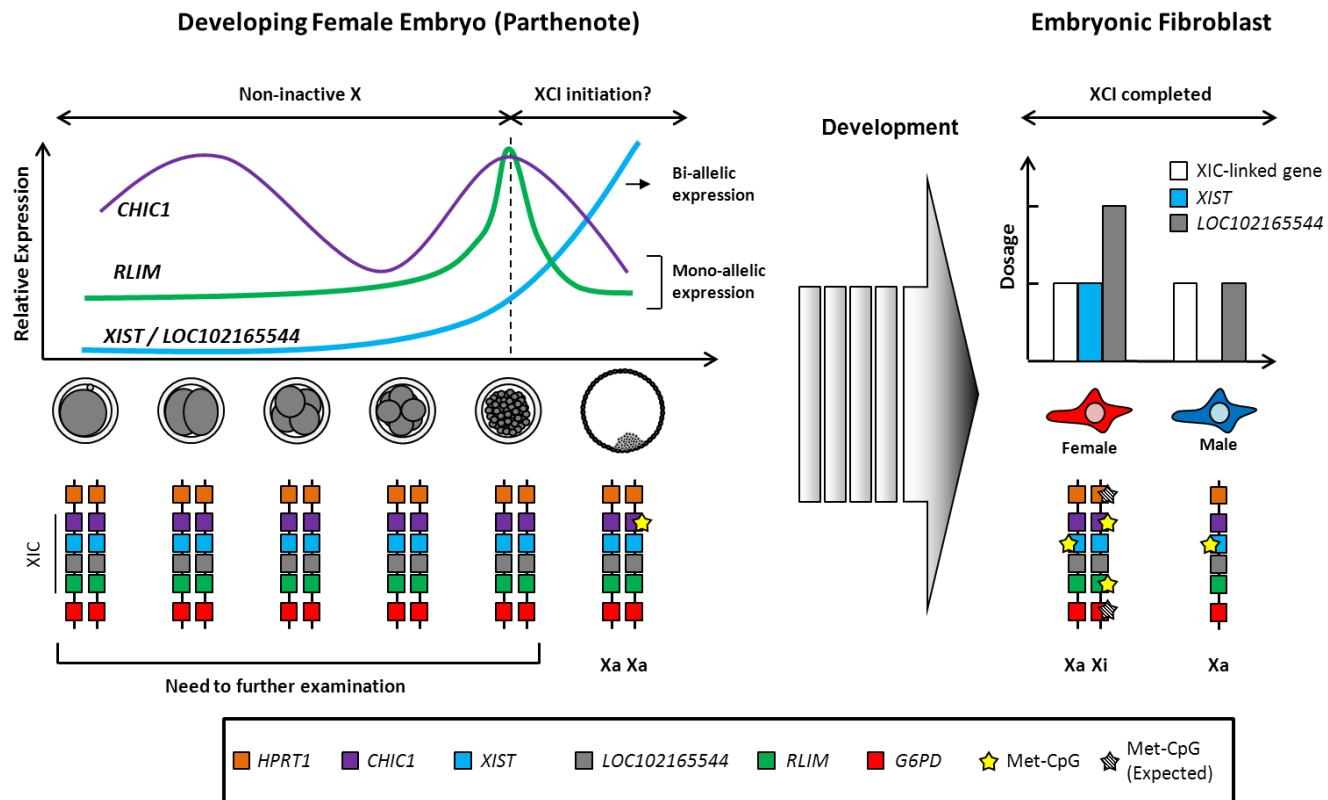 Developing Female Embryo (Parthenote)
Embryonic Fibroblast
Non-inactive X
XCI initiation?
XCI completed
Development
Relative Expression
CHIC1
RLIM
XIST / LOC102165544
Bi-allelic
expression
Mono-allelic
expression
Dosage
XIC-linked gene
XIST
LOC102165544
Female
Male
XIC
Xa Xa
Xa Xi
Xa
Need to further examination
HPRT1
CHIC1
XIST
LOC102165544
RLIM
G6PD
Met-CpG
Met-CpG
(Expected)